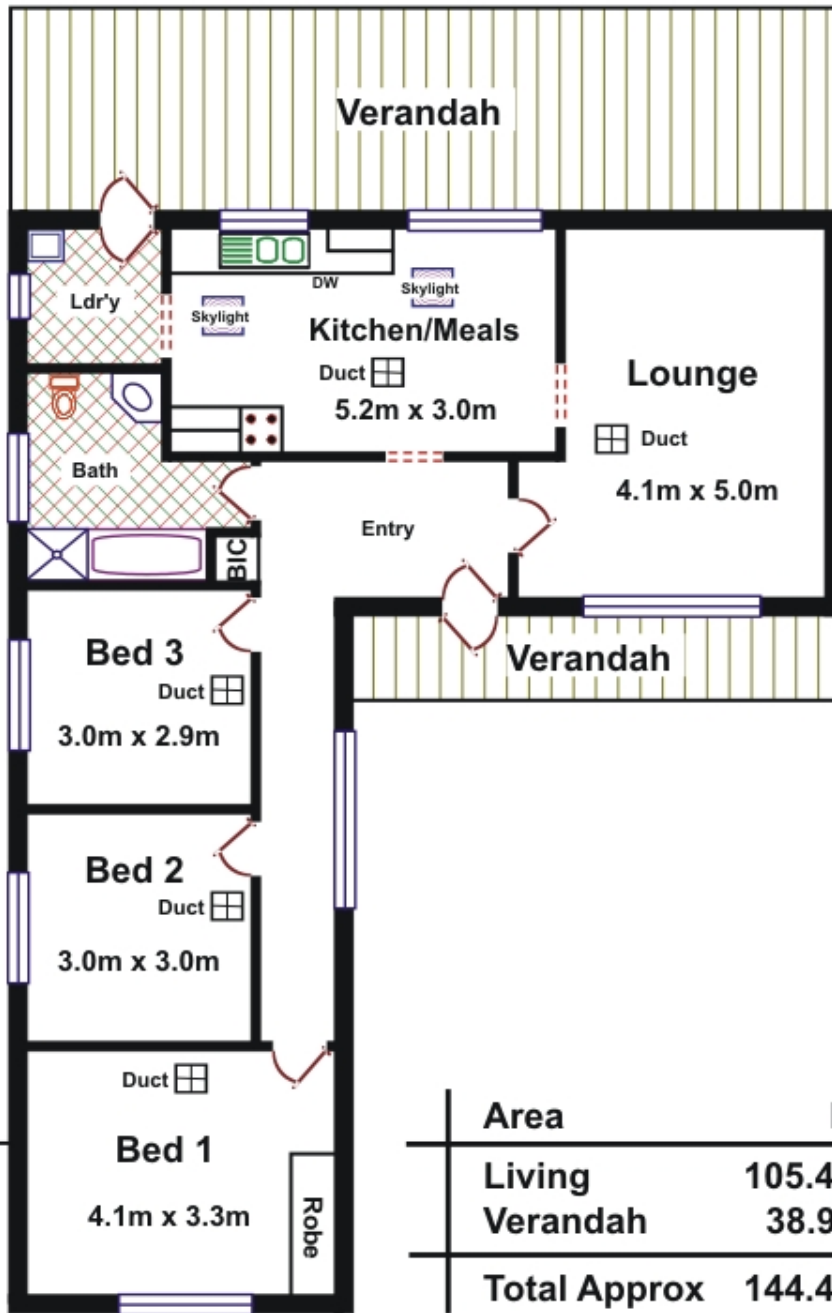 Verandah
Ldr'y
Skylight
DW
Skylight
Kitchen/Meals
Duct
5.2m x 3.0m
Lounge
Duct
4.1m x 5.0m
Bath
Entry
BIC
Verandah
Bed 3
Duct
3.0m x 2.9m
Bed 2
Duct
3.0m x 3.0m
Duct
Bed 1
4.1m x 3.3m
Robe
Area
Living 105.4
Verandah 38.9
Total Approx 144.4